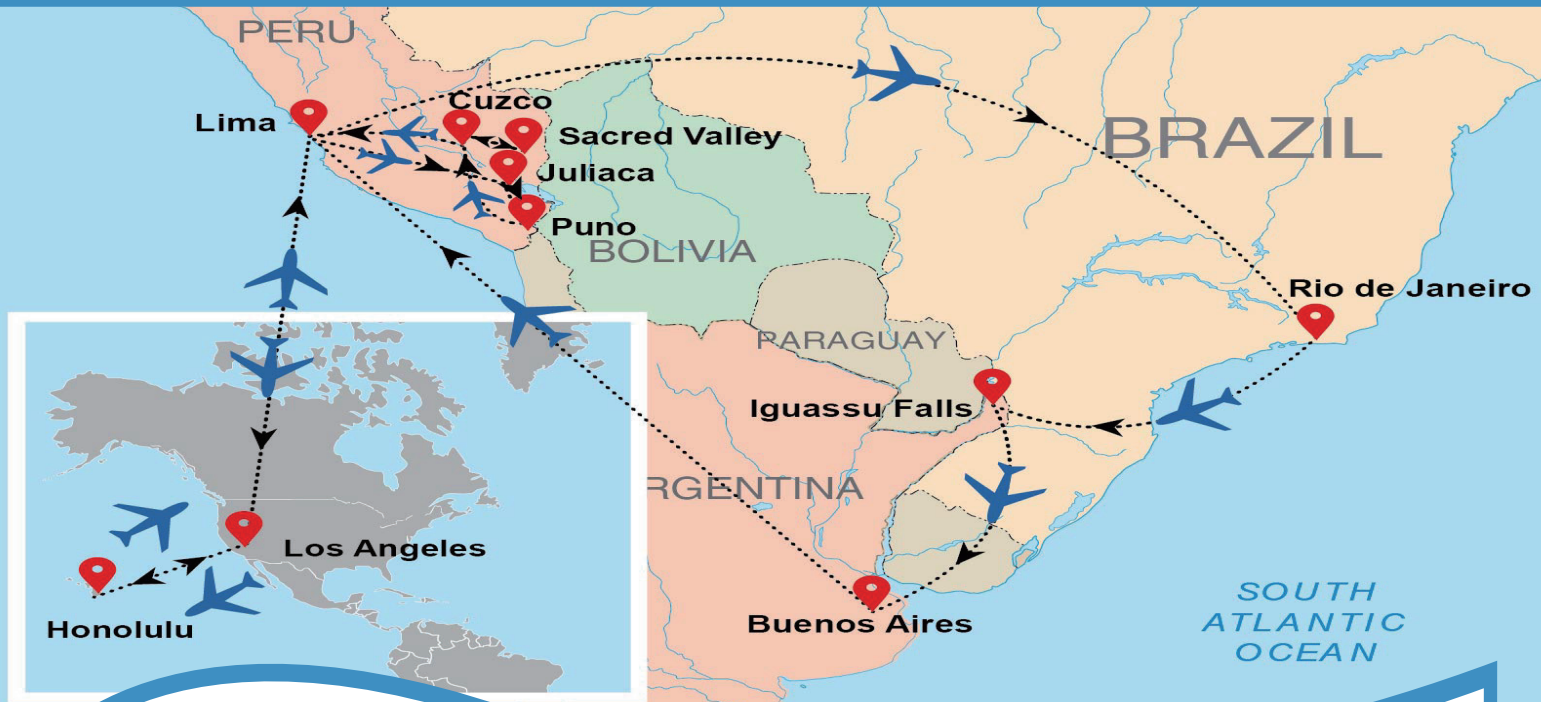 PERU
Cuzco
Lima
Sacred Valley
BRAZIL
Juliaca
Puno
BOLIVIA
Rio de Janeiro
PARAGUAY
Iguassu Falls
RGENTINA
Los Angeles
Honolulu
Buenos Aires
SOUTH
ATLANTIC
OCEAN